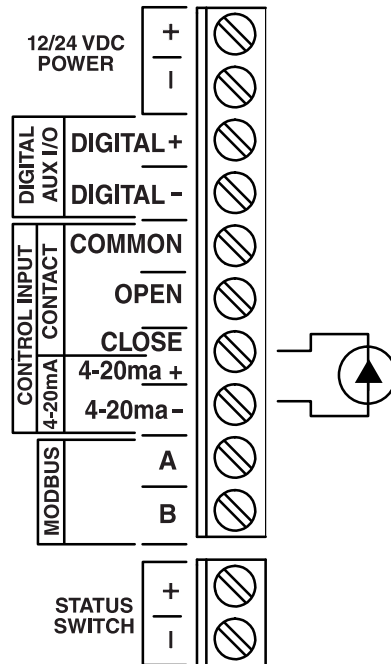 12/24 VDC
POWER
+
–
DIGITAL
AUX I/O
DIGITAL+
DIGITAL -
CONTROL INPUT
CONTACT
COMMON
OPEN
CLOSE
4-20mA
4-20ma +
4-20ma -
MODBUS
A
B
STATUS
SWITCH
+
–